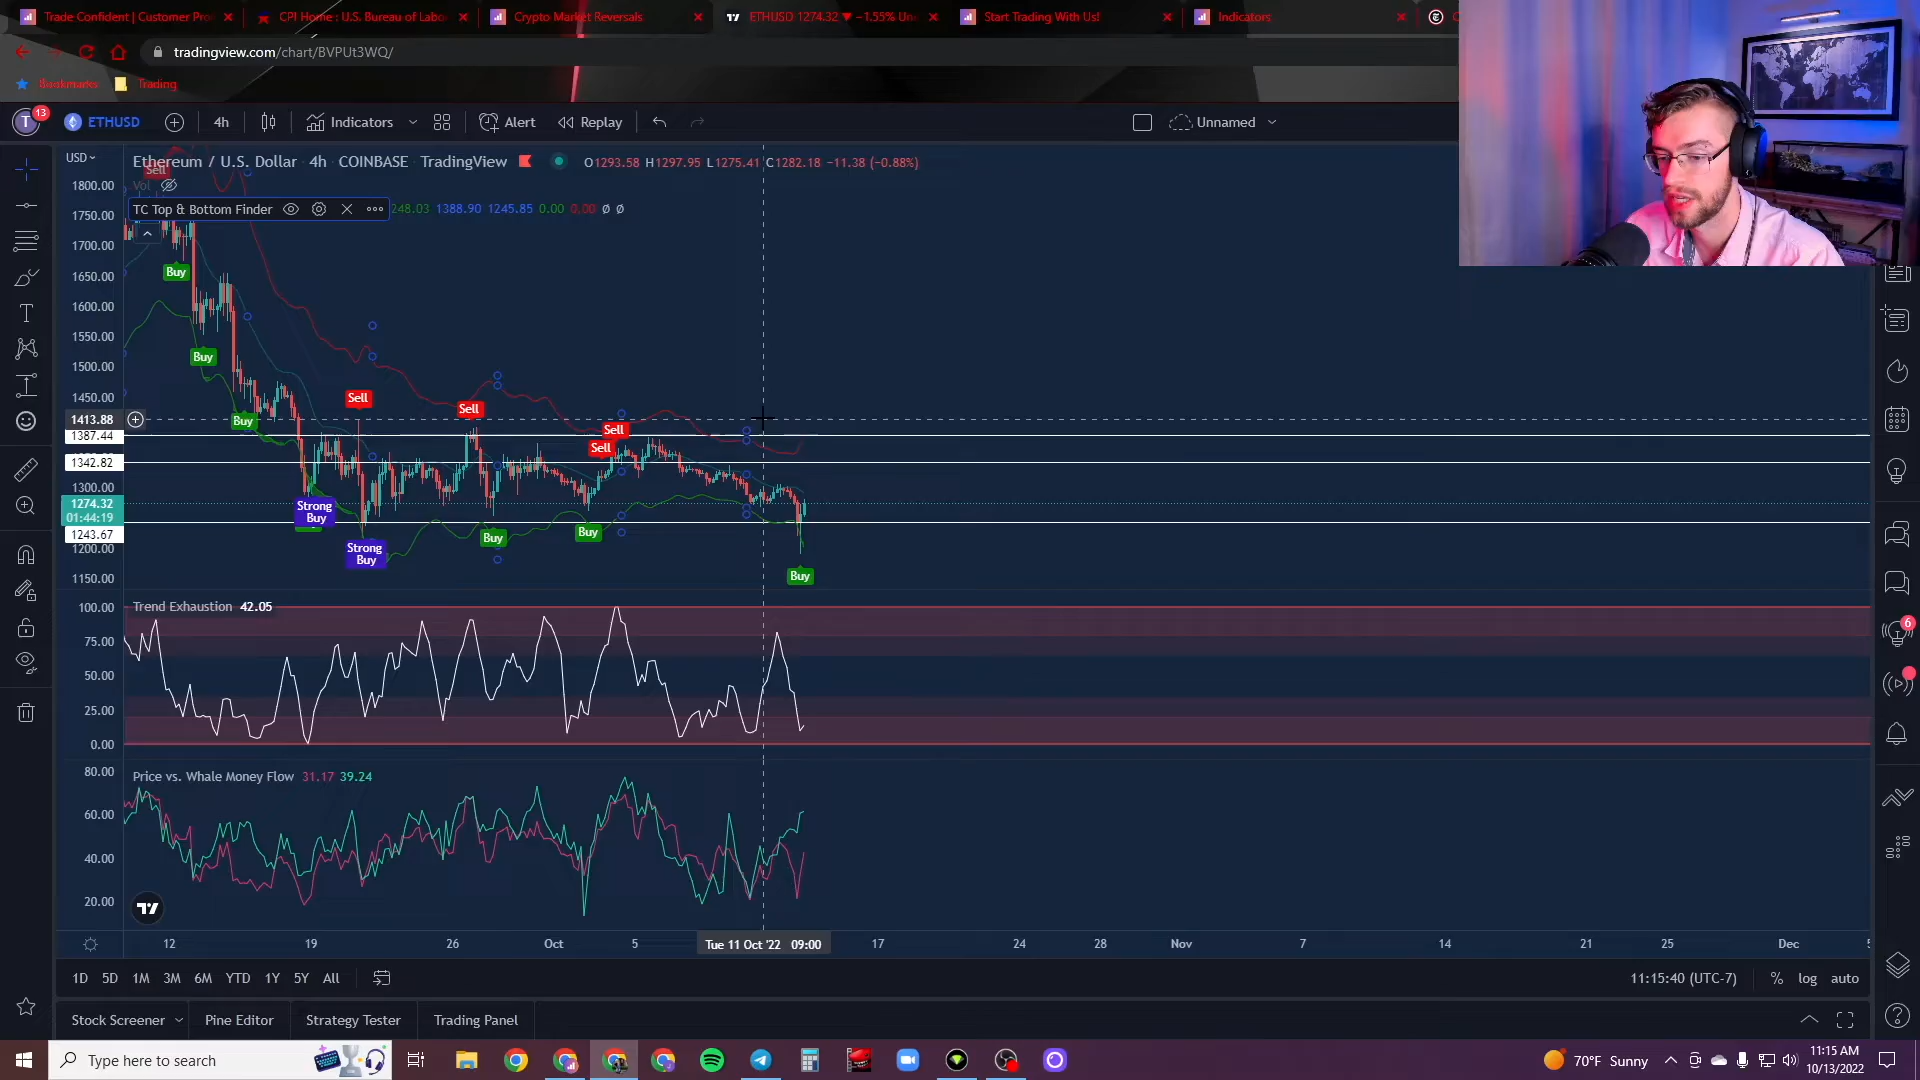 Trade Confident | Customer Pro
CPI Home : U.S. Bureau of Labo
Crypto Market Reversals
ETHUSD 1274.32 ▼ −1.55% Un
Start Trading With Us!
Indicators
tradingview.com/chart/BVPUt3WQ/
Bookmarks
Trading
T
13
ETHUSD
4h
Indicators
Alert
Replay
Unnamed
USD
Ethereum / U.S. Dollar · 4h · COINBASE · TradingView
O1293.58 H1297.95 L1275.41 C1282.18 −11.38 (−0.88%)
Sell
Vol
TC Top & Bottom Finder
248.03 1388.90 1245.85 0.00 0.00 ø ø
1800.00
1750.00
1700.00
1650.00
1600.00
1550.00
1500.00
1450.00
1413.88
1387.44
1342.82
1300.00
1274.32
01:44:19
1243.67
1200.00
1150.00
Buy
Buy
Buy
Sell
Sell
Sell
Sell
Strong
Buy
Strong
Buy
Buy
Buy
Buy
Trend Exhaustion 42.05
100.00
75.00
50.00
25.00
0.00
Price vs. Whale Money Flow 31.17 39.24
80.00
60.00
40.00
20.00
6
12
19
26
Oct
5
Tue 11 Oct '22 09:00
17
24
28
Nov
7
14
21
25
Dec
1D 5D 1M 3M 6M YTD 1Y 5Y All
11:15:40 (UTC-7)
% log auto
Stock Screener
Pine Editor
Strategy Tester
Trading Panel
Type here to search
70°F Sunny
11:15 AM
10/13/2022